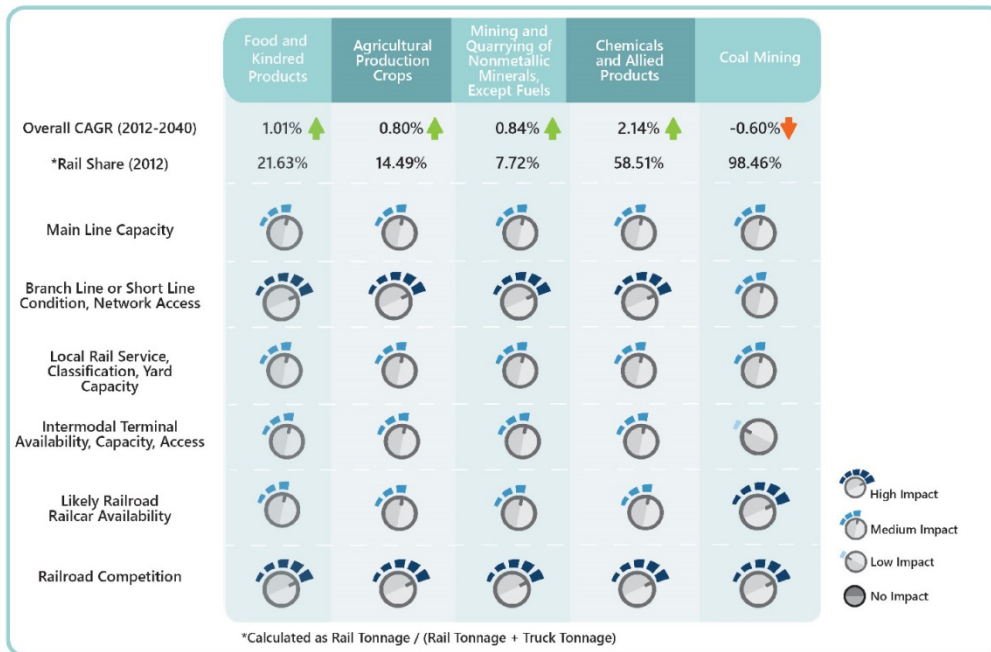 Food and
Kindred
Products
Agricultural
Production
Crops
Mining and
Quarrying of
Nonmetallic
Minerals,
Except Fuels
Chemicals
and Allied
Products
Coal Mining
Overall CAGR (2012-2040)
1.01%
0.80%
0.84%
2.14%
-0.60%
*Rail Share (2012)
21.63%
14.49%
7.72%
58.51%
98.46%
Main Line Capacity
Branch Line or Short Line
Condition, Network Access
Local Rail Service,
Classification, Yard
Capacity
Intermodal Terminal
Availability, Capacity, Access
Likely Railroad
Railcar Availability
Railroad Competition
High Impact
Medium Impact
Low Impact
No Impact
*Calculated as Rail Tonnage / (Rail Tonnage + Truck Tonnage)